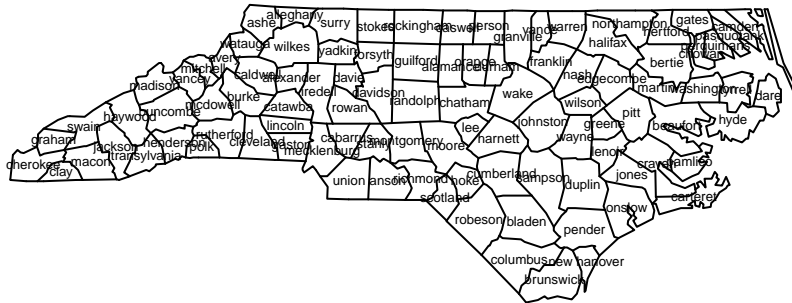 alleghany
ashe
surry
stokes
rockingham
caswell
person
granville
vance
warren
northampton
gates
hertford
camden
pasquotank
perquimans
chowan
halifax
watauga
wilkes
yadkin
forsyth
guilford
alamance
orange
durham
franklin
nash
edgecombe
bertie
avery
mitchell
yancey
caldwell
alexander
davie
iredell
davidson
randolph
chatham
wake
wilson
martin
washington
tyrrell
dare
madison
buncombe
mcdowell
burke
catawba
rowan
haywood
swain
graham
lincoln
rutherford
polk
cleveland
gaston
mecklenburg
cabarrus
stanly
montgomery
moore
lee
harnett
johnston
wayne
greene
pitt
beaufort
hyde
henderson
jackson
transylvania
macon
cherokee
clay
lenoir
craven
pamlico
jones
union
anson
richmond
scotland
hoke
cumberland
sampson
duplin
onslow
carteret
robeson
bladen
pender
columbus
new hanover
brunswick